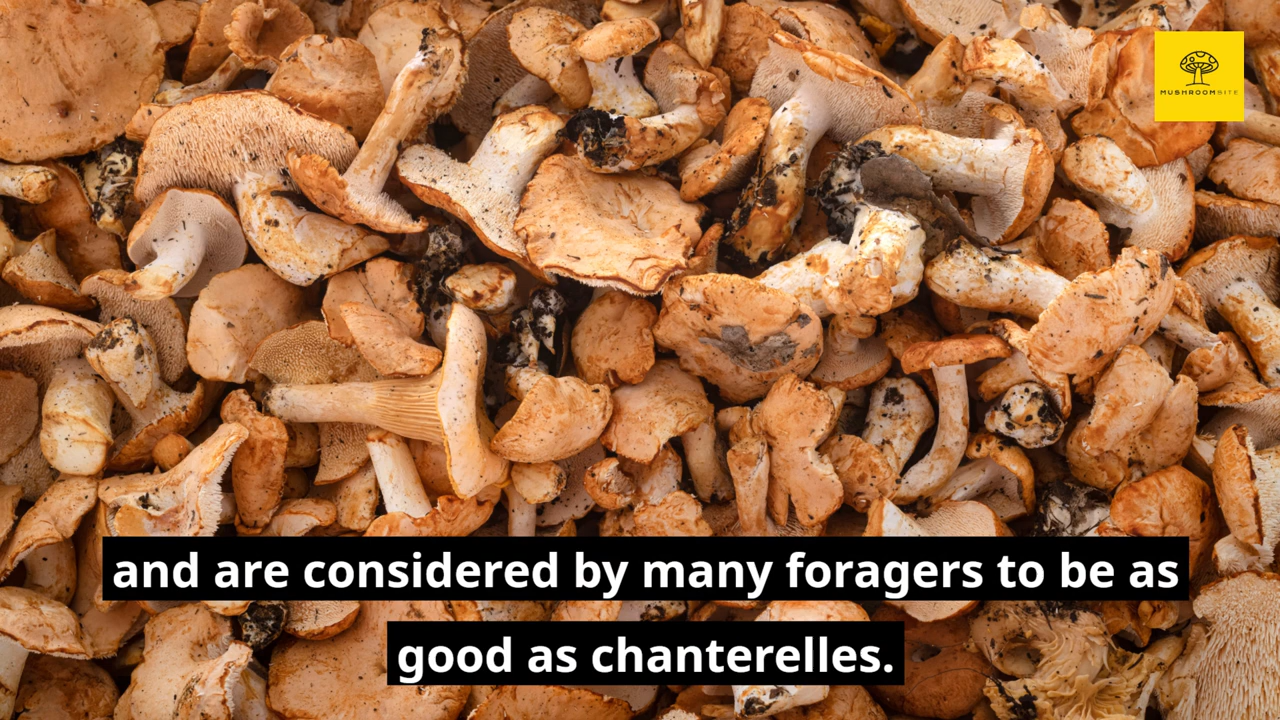 MUSHROOMSITE
and are considered by many foragers to be as
good as chanterelles.